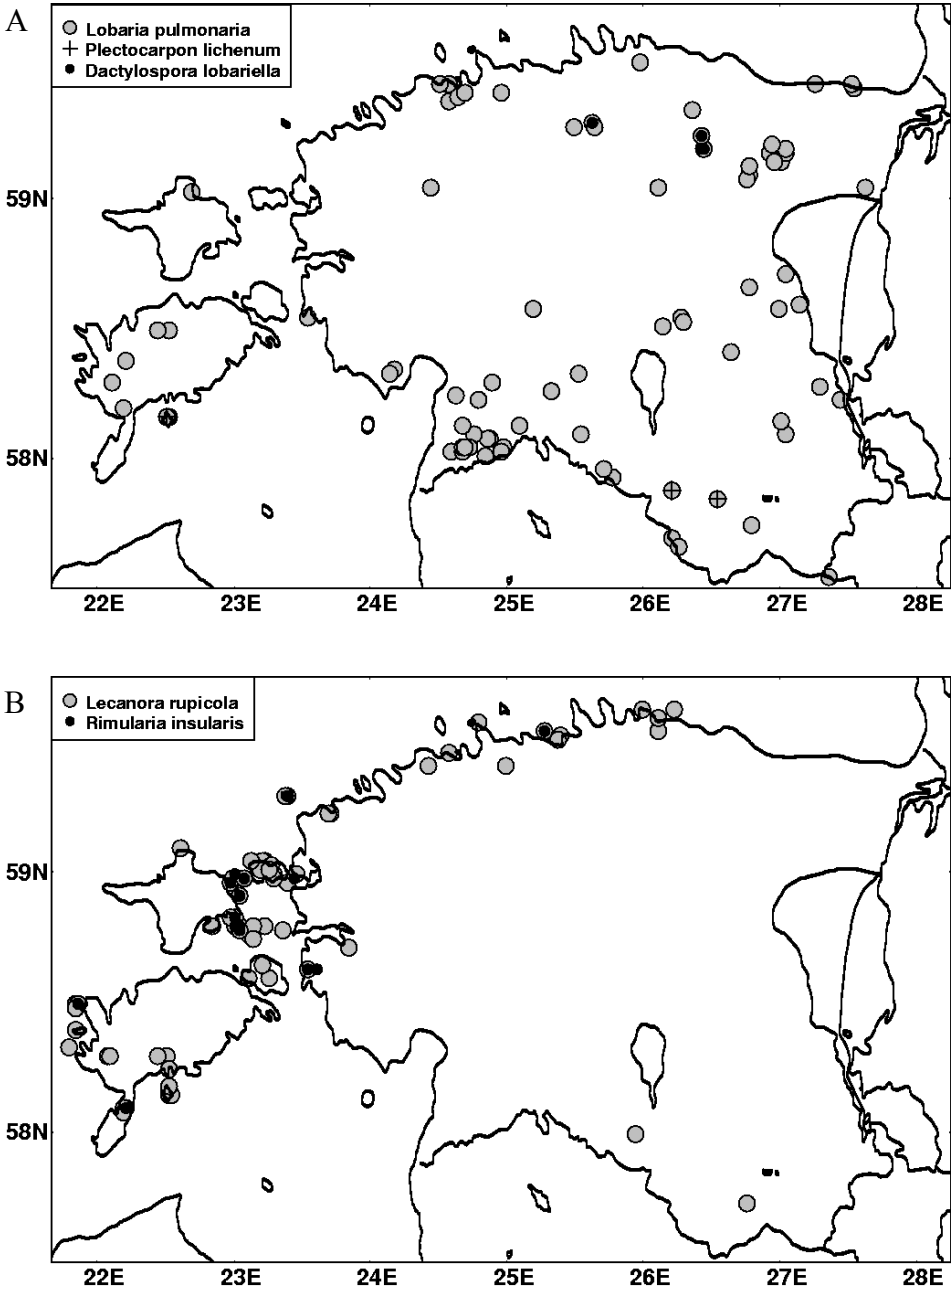 A
Lobaria pulmonaria
Plectocarpon lichenum
Dactylospora lobariella
59N
58N
22E 23E 24E 25E 26E 27E 28E
B
Lecanora rupicola
Rimularia insularis
59N
58N
22E 23E 24E 25E 26E 27E 28E